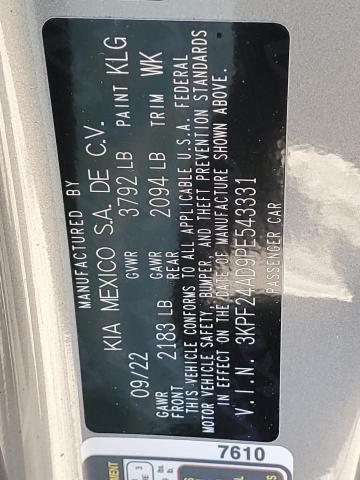 MANUFACTURED BY
KIA MEXICO S.A. DE C.V.
09/22 GVWR 3792 LB PAINT KLG
GAWR FRONT 2183 LB GAWR REAR 2094 LB TRIM WK
THIS VEHICLE CONFORMS TO ALL APPLICABLE U.S.A. FEDERAL
MOTOR VEHICLE SAFETY, BUMPER, AND THEFT PREVENTION STANDARDS
IN EFFECT ON THE DATE OF MANUFACTURE SHOWN ABOVE.
V.I.N. 3KPF24AD9PE543331
PASSENGER CAR
7610